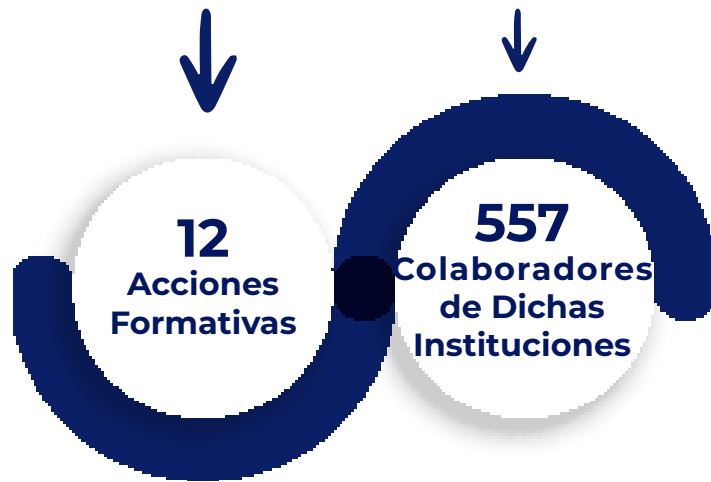 12
Acciones
Formativas
557
Colaboradores
de Dichas
Instituciones